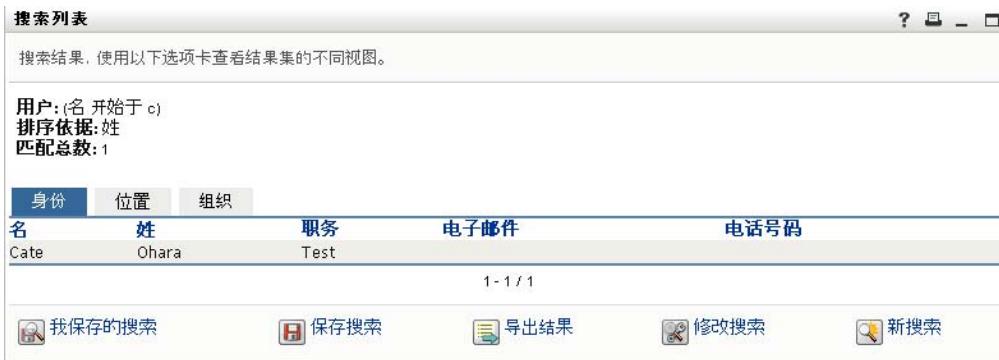 搜索列表
搜索结果, 使用以下选项卡查看结果集的不同视图。
用户: (名 开始于 c)
排序依据: 姓
匹配总数: 1
身份 位置 组织
名 姓 职务 电子邮件 电话号码
Cate Ohara Test
1 - 1 / 1
我保存的搜索 保存搜索 导出结果 修改搜索 新搜索